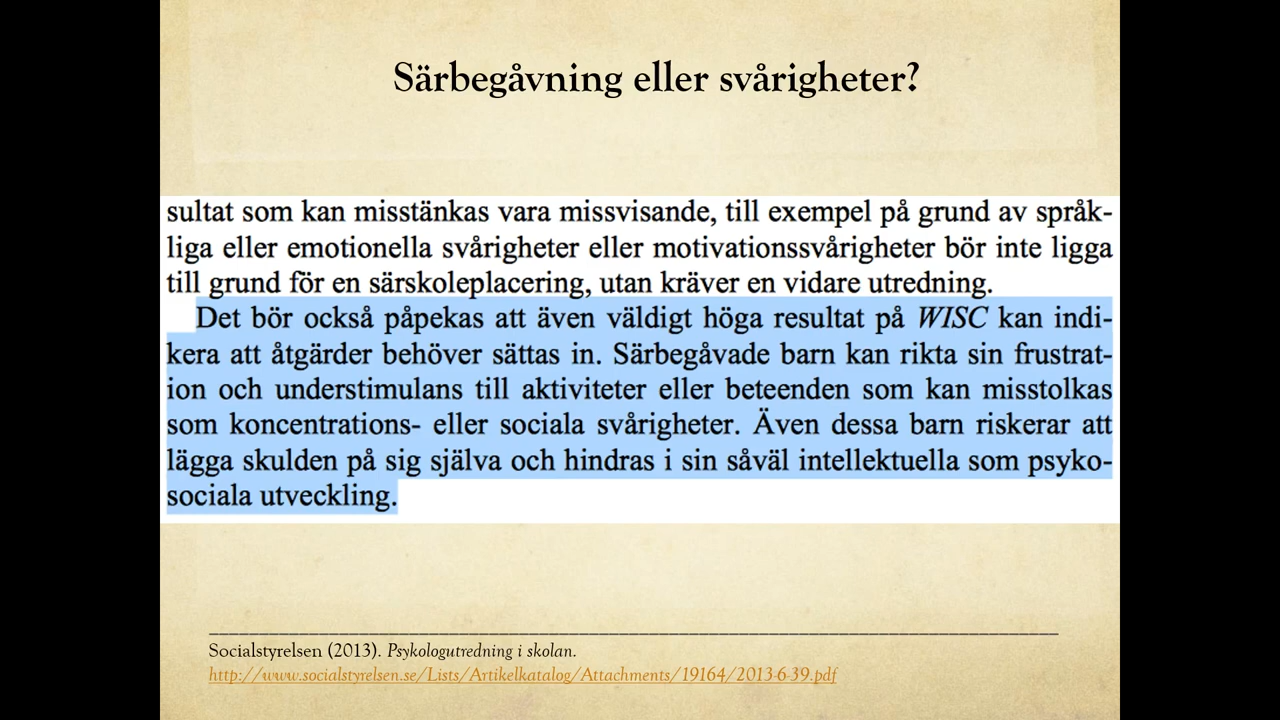 Särbegåvning eller svårigheter?
sultat som kan misstänkas vara missvisande, till exempel på grund av språk-
liga eller emotionella svårigheter eller motivationssvårigheter bör inte ligga
till grund för en särskoleplacering, utan kräver en vidare utredning.
Det bör också påpekas att även väldigt höga resultat på WISC kan indi-
kera att åtgärder behöver sättas in. Särbegåvade barn kan rikta sin frustrat-
ion och understimulans till aktiviteter eller beteenden som kan misstolkas
som koncentrations- eller sociala svårigheter. Även dessa barn riskerar att
lägga skulden på sig själva och hindras i sin såväl intellektuella som psyko-
sociala utveckling.
Socialstyrelsen (2013). Psykologutredning i skolan.
http://www.socialstyrelsen.se/Lists/Artikelkatalog/Attachments/19164/2013-6-39.pdf